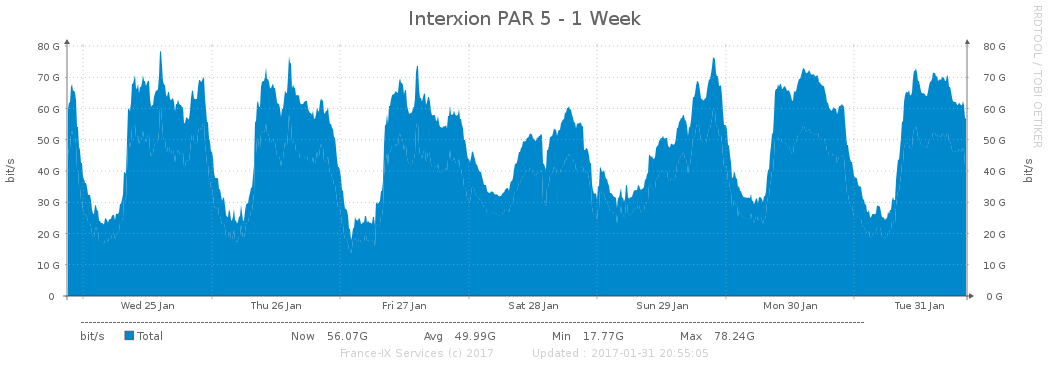 Interxion PAR 5 - 1 Week
RRDTOOL / TOBI OETIKER
bit/s
bit/s
80 G 80 G
70 G 70 G
60 G 60 G
50 G 50 G
40 G 40 G
30 G 30 G
20 G 20 G
10 G 10 G
0 0 G
Wed 25 Jan Thu 26 Jan Fri 27 Jan Sat 28 Jan Sun 29 Jan Mon 30 Jan Tue 31 Jan
bit/s Total Now 56.07G Avg 49.99G Min 17.77G Max 78.24G
France-IX Services (c) 2017 Updated : 2017-01-31 20:55:05